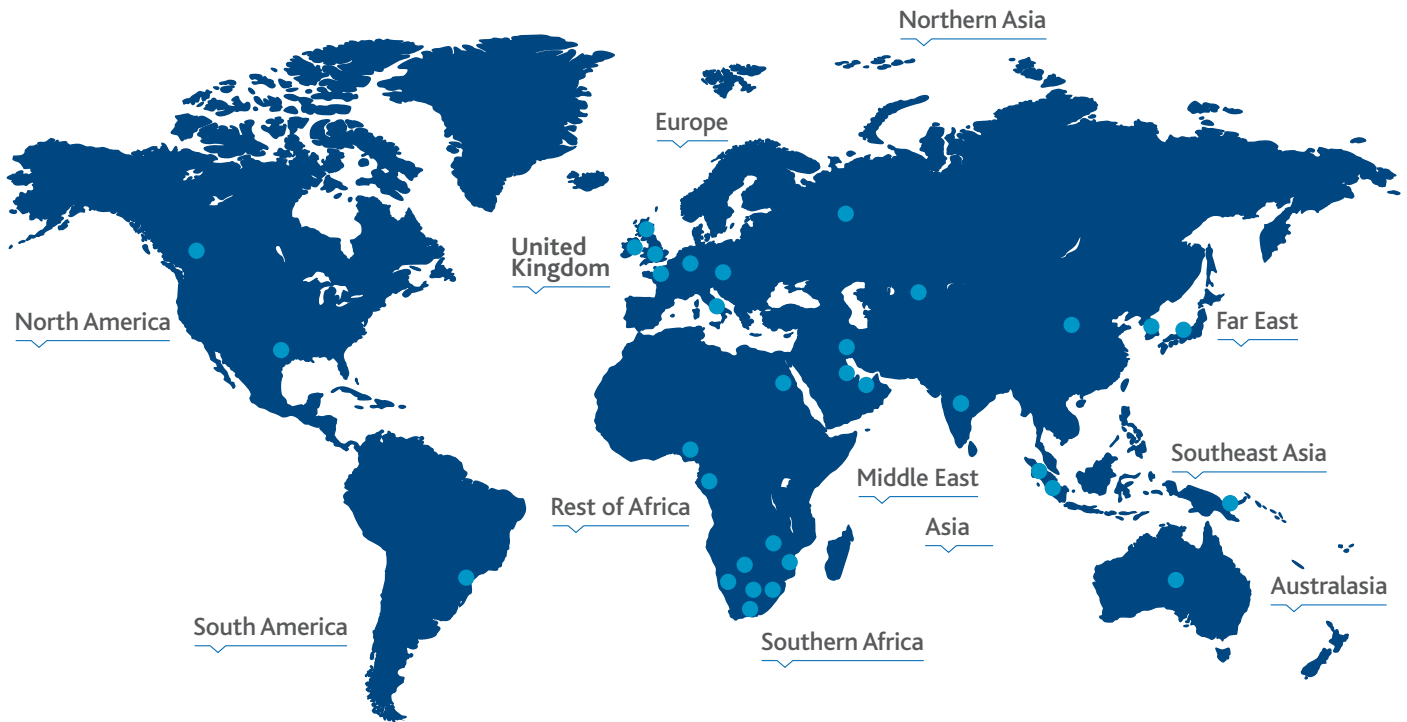 Northern Asia
Europe
United
Kingdom
North America
Far East
Southeast Asia
Middle East
Rest of Africa
Asia
Australasia
South America
Southern Africa